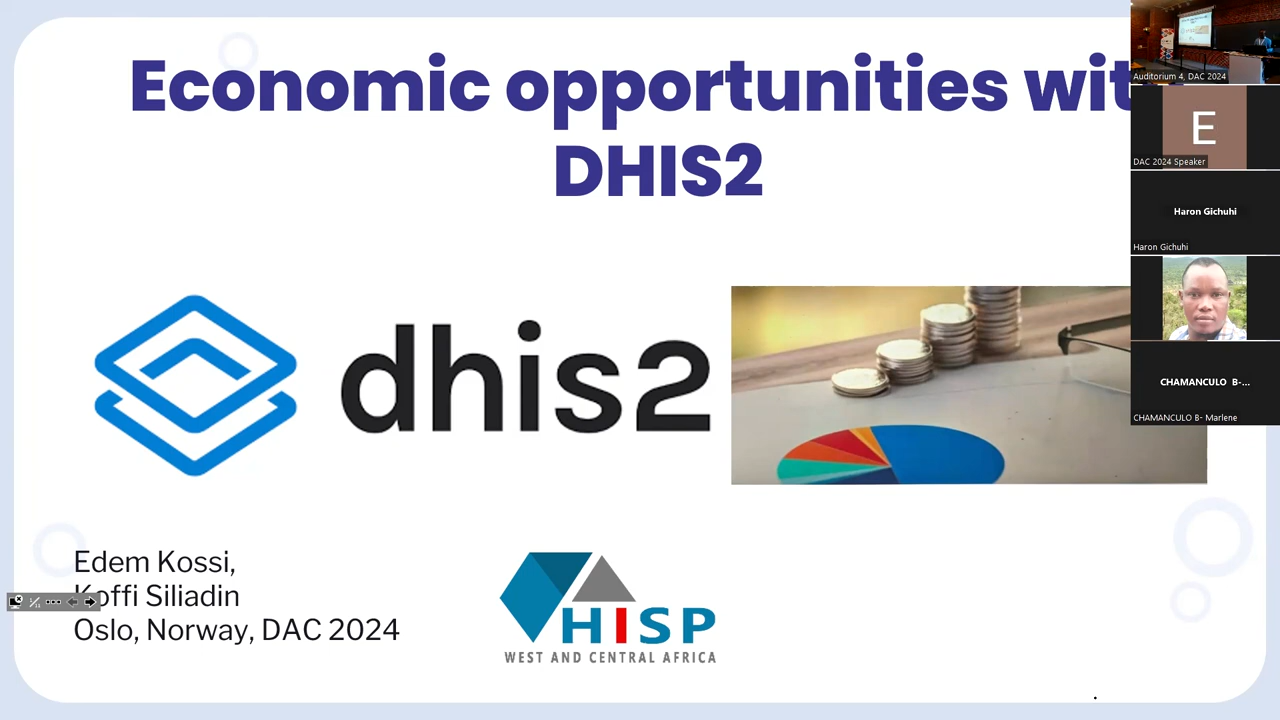 Economic opportunities wit
DHIS2
dhis2
Edem Kossi,
Koffi Siliadin
Oslo, Norway, DAC 2024
HISP
WEST AND CENTRAL AFRICA
Auditorium 4, DAC 2024
E
DAC 2024 Speaker
Haron Gichuhi
Haron Gichuhi
CHAMANCULO B-...
CHAMANCULO B- Marlene